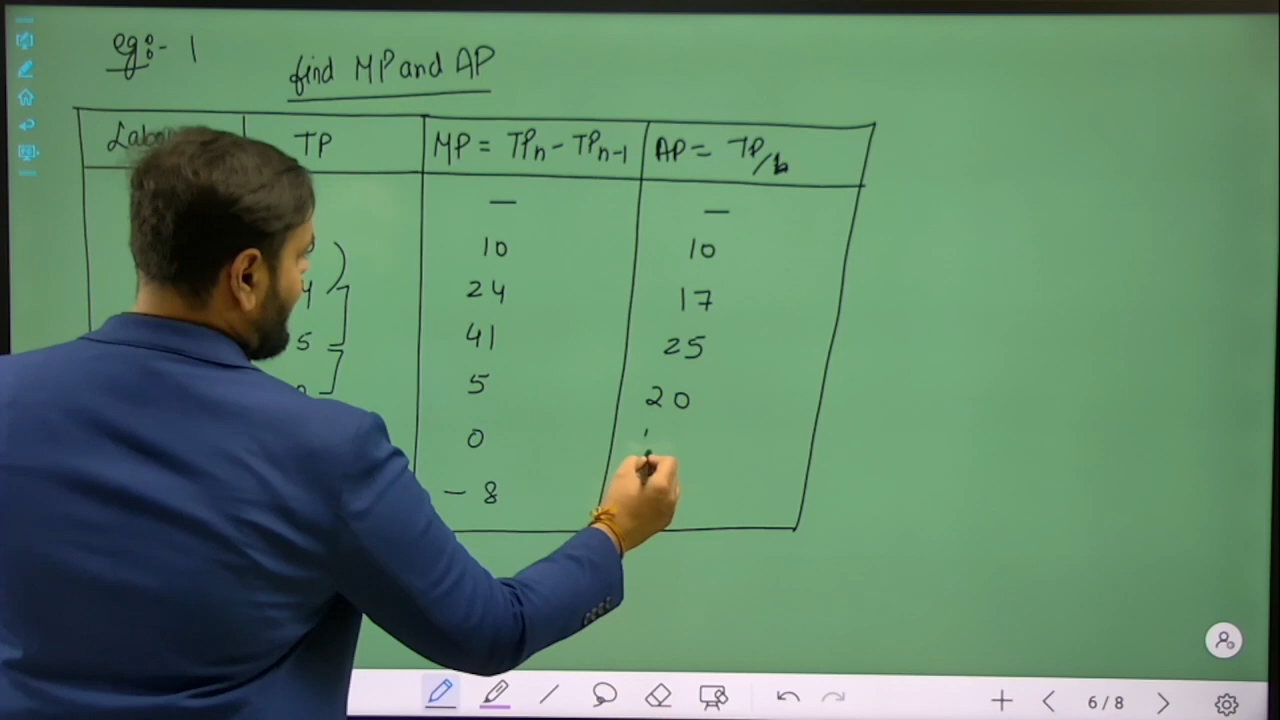 eg:- 1
find MP and AP
TP MP = TPn - TPn-1 AP = TP/L
— —
10 10
24 17
5 41 25
5 20
0
- 8
6/8